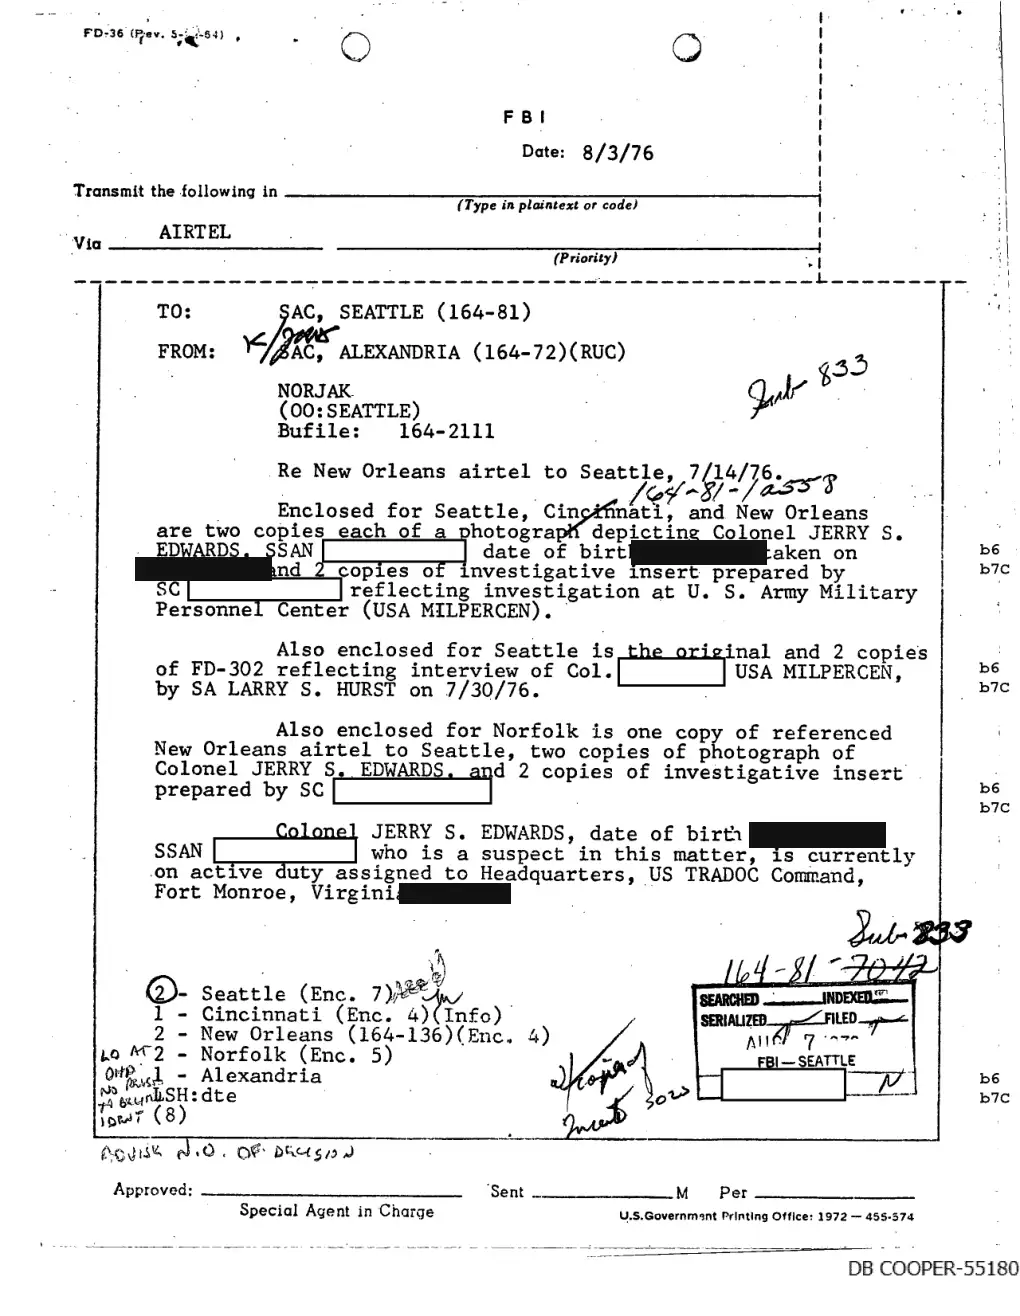 FD-36 (Rev. 5-22-64)
FBI
Date: 8/3/76
Transmit the following in
(Type in plaintext or code)
Via AIRTEL
(Priority)
TO: SAC, SEATTLE (164-81)
FROM: SAC, ALEXANDRIA (164-72)(RUC)
Sub 833
NORJAK
(OO:SEATTLE)
Bufile: 164-2111
Re New Orleans airtel to Seattle, 7/14/76.
164-81-1a558
Enclosed for Seattle, Cincinnati, and New Orleans
are two copies each of a photograph depicting Colonel JERRY S.
EDWARDS, SSAN date of birth taken on b6
and 2 copies of investigative insert prepared by b7C
SC reflecting investigation at U. S. Army Military
Personnel Center (USA MILPERCEN).
Also enclosed for Seattle is the original and 2 copies
of FD-302 reflecting interview of Col. USA MILPERCEN, b6
by SA LARRY S. HURST on 7/30/76. b7C
Also enclosed for Norfolk is one copy of referenced
New Orleans airtel to Seattle, two copies of photograph of
Colonel JERRY S. EDWARDS, and 2 copies of investigative insert
prepared by SC b6
b7C
Colonel JERRY S. EDWARDS, date of birth
SSAN who is a suspect in this matter, is currently
on active duty assigned to Headquarters, US TRADOC Command,
Fort Monroe, Virginia
Sub 833
164-81-7042
2 - Seattle (Enc. 7)
1 - Cincinnati (Enc. 4)(Info)
2 - New Orleans (164-136)(Enc. 4)
2 - Norfolk (Enc. 5)
1 - Alexandria
LSH:dte
(8)
SEARCHED INDEXED
SERIALIZED FILED
FBI — SEATTLE
b6
b7C
ADVISE N.O. OF DECISION
Approved: Sent M Per
Special Agent in Charge
U.S.Government Printing Office: 1972 — 455-574
DB COOPER-55180